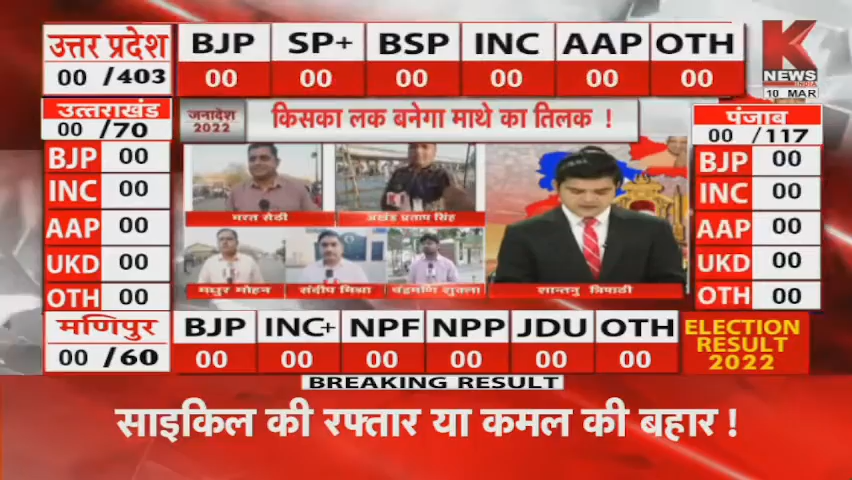 उत्तर प्रदेश
00 /403
BJP SP+ BSP INC AAP OTH
00 00 00 00 00 00
K
NEWS
INDIA
10 MAR
उत्तराखंड
00 /70
BJP 00
INC 00
AAP 00
UKD 00
OTH 00
जनादेश
2022
किसका लक बनेगा माथे का तिलक !
भरत सेठी
अखंड प्रताप सिंह
मधुर मोहन
संदीप मिश्रा
चंद्रमणि शुक्ला
शान्तनु त्रिपाठी
पंजाब
00 /117
BJP 00
INC 00
AAP 00
UKD 00
OTH 00
मणिपुर
00 /60
BJP INC+ NPF NPP JDU OTH
00 00 00 00 00 00
ELECTION
RESULT
2022
BREAKING RESULT
साइकिल की रफ्तार या कमल की बहार !